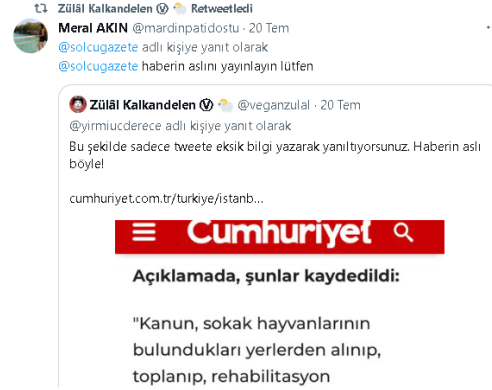 Zülâl Kalkandelen Ⓥ 🐑 Retweetledi
Meral AKIN @mardinpatidostu · 20 Tem
@solcugazete adlı kişiye yanıt olarak
@solcugazete haberin aslını yayınlayın lütfen
Zülâl Kalkandelen Ⓥ 🐑 @veganzulal · 20 Tem
@yirmiucderece adlı kişiye yanıt olarak
Bu şekilde sadece tweete eksik bilgi yazarak yanıltıyorsunuz. Haberin aslı
böyle!
cumhuriyet.com.tr/turkiye/istanb...
Cumhuriyet
Açıklamada, şunlar kaydedildi:
"Kanun, sokak hayvanlarının
bulundukları yerlerden alınıp,
toplanıp, rehabilitasyon